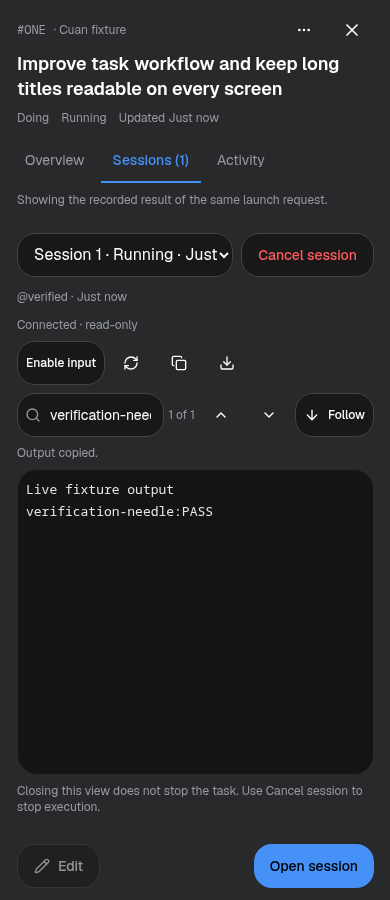 #ONE · Cuan fixture
Improve task workflow and keep long
titles readable on every screen
Doing Running Updated Just now
Overview Sessions (1) Activity
Showing the recorded result of the same launch request.
Session 1 · Running · Just Cancel session
@verified · Just now
Connected · read-only
Enable input
verification-need 1 of 1 Follow
Output copied.
Live fixture output
verification-needle:PASS
Closing this view does not stop the task. Use Cancel session to
stop execution.
Edit Open session